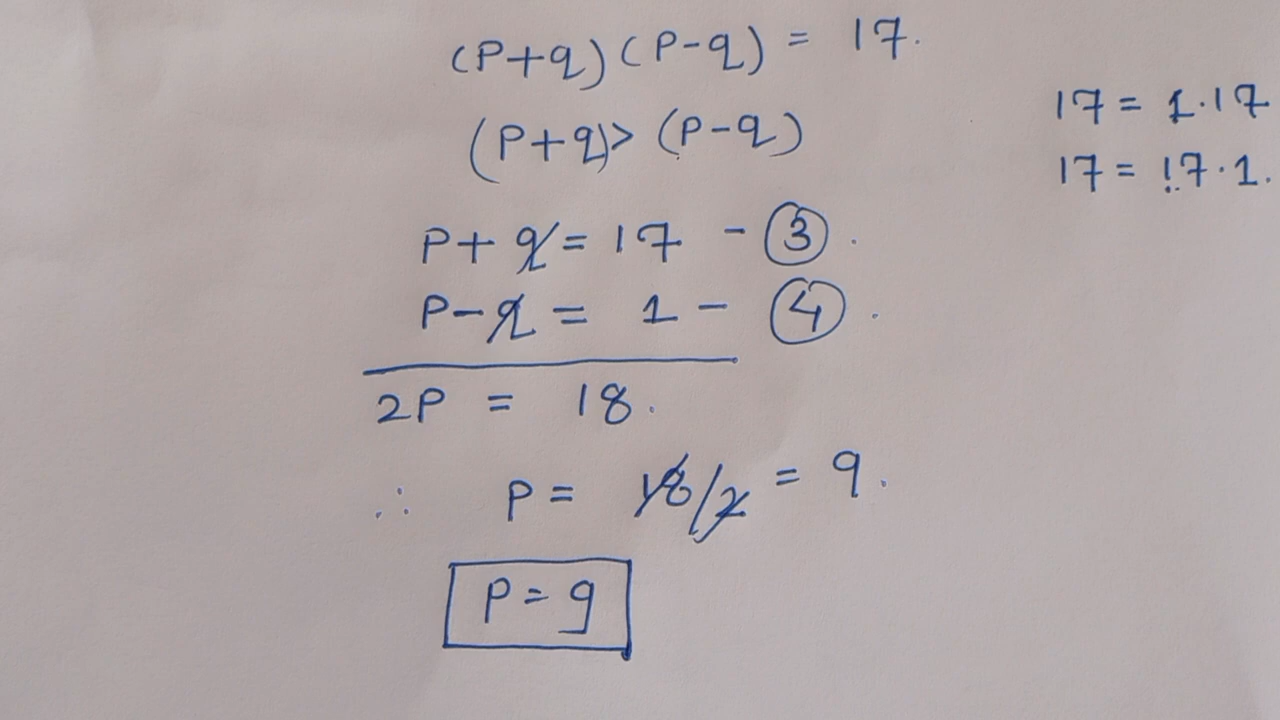 (P+q)(P-q) = 17.
(P+q)> (P-q)
17 = 1·17
17 = 17·1.
P+ q = 17 - ③.
P-q = 1 - ④.
2P = 18.
∴ P = 18/2 = 9.
P = 9